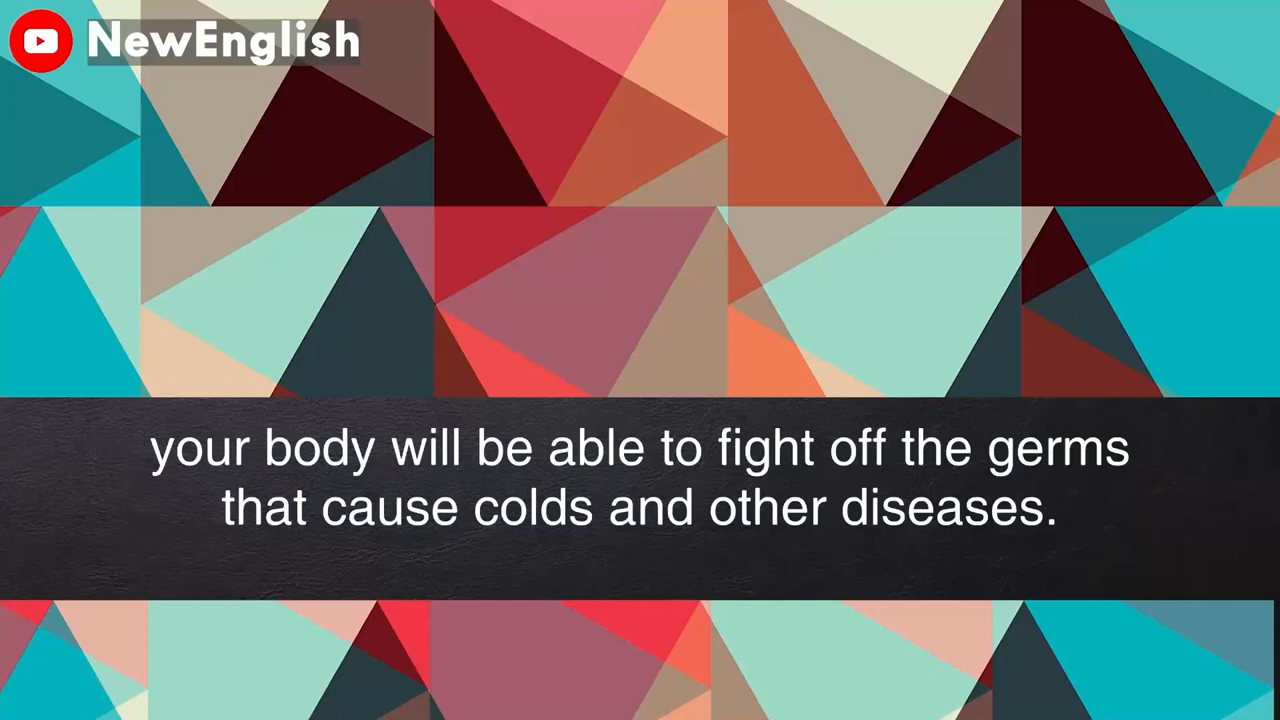 NewEnglish
your body will be able to fight off the germs
that cause colds and other diseases.